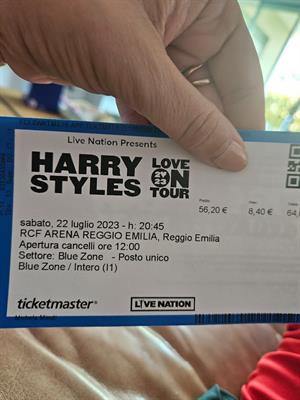 Live Nation Presents
HARRY STYLES
LOVE ON TOUR
56,20 €
8,40 €
sabato, 22 luglio 2023 - h: 20:45
RCF ARENA REGGIO EMILIA, Reggio Emilia
Apertura cancelli ore 12:00
Settore: Blue Zone - Posto unico
Blue Zone / Intero (I1)
ticketmaster®
LIVE NATION